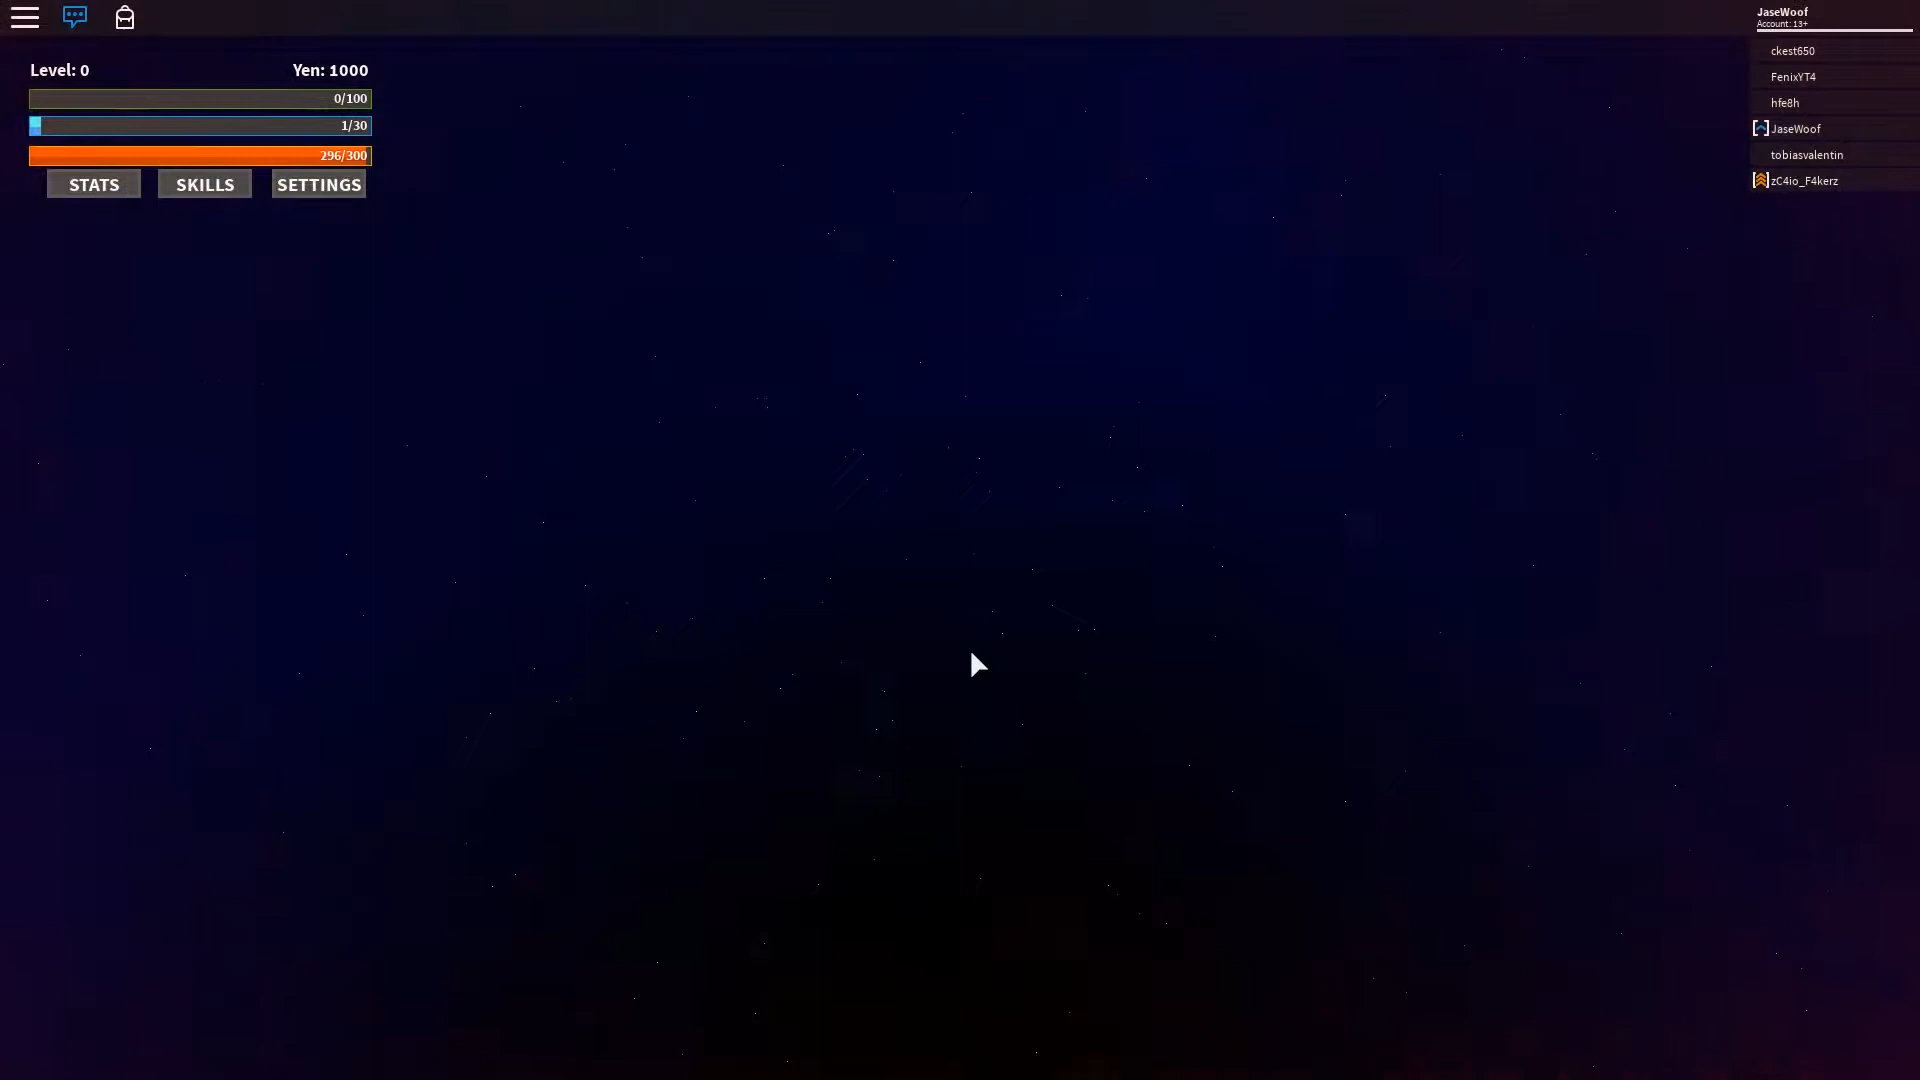 JaseWoof
Account: 13+
Level: 0 Yen: 1000
0/100
1/30
296/300
STATS SKILLS SETTINGS
ckest650
FenixYT4
hfe8h
JaseWoof
tobiasvalentin
zC4io_F4kerz